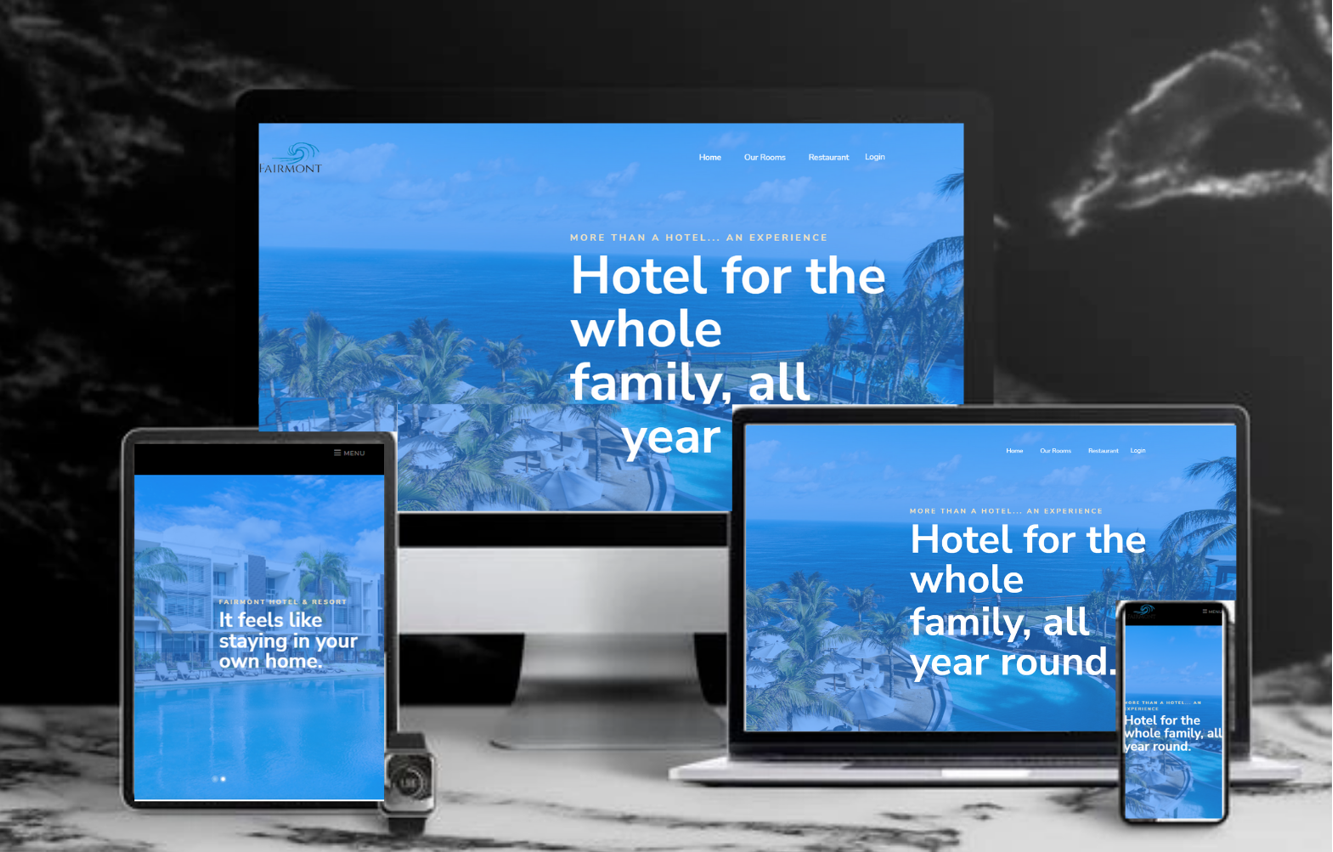 FAIRMONT
Home Our Rooms Restaurant Login
MORE THAN A HOTEL... AN EXPERIENCE
Hotel for the
whole
family, all
year
MENU
FAIRMONT HOTEL & RESORT
It feels like
staying in your
own home.
Home Our Rooms Restaurant Login
MORE THAN A HOTEL... AN EXPERIENCE
Hotel for the
whole
family, all
year round.
MENU
MORE THAN A HOTEL... AN
EXPERIENCE
Hotel for the
whole family, all
year round.